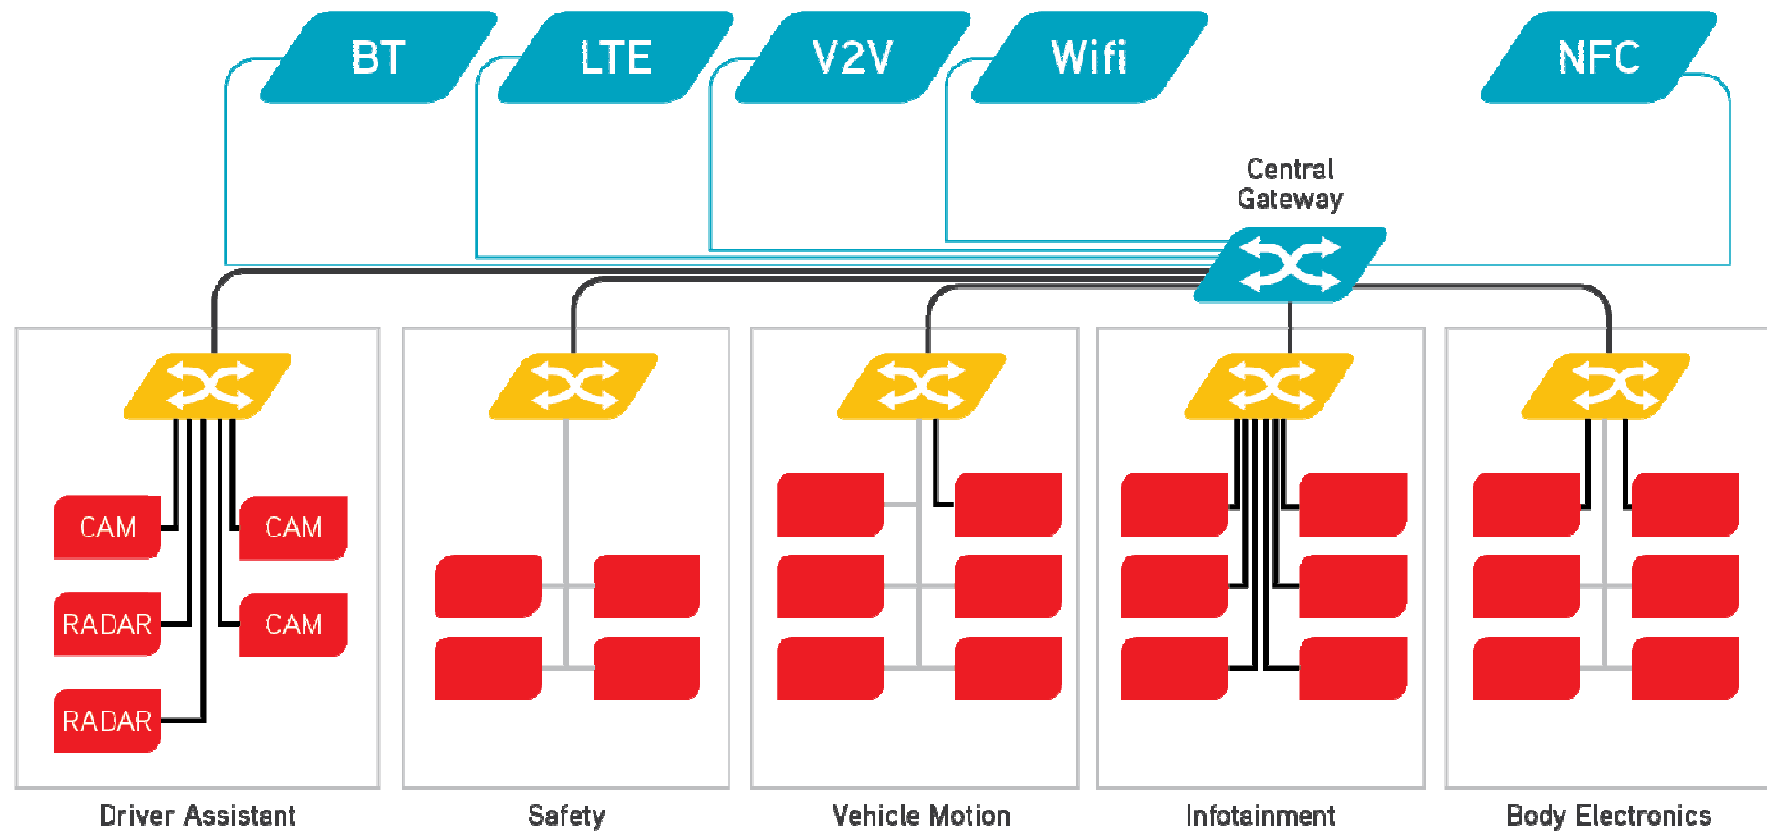 BT
LTE
V2V
Wifi
NFC
Central
Gateway
CAM
CAM
RADAR
CAM
RADAR
Driver Assistant
Safety
Vehicle Motion
Infotainment
Body Electronics